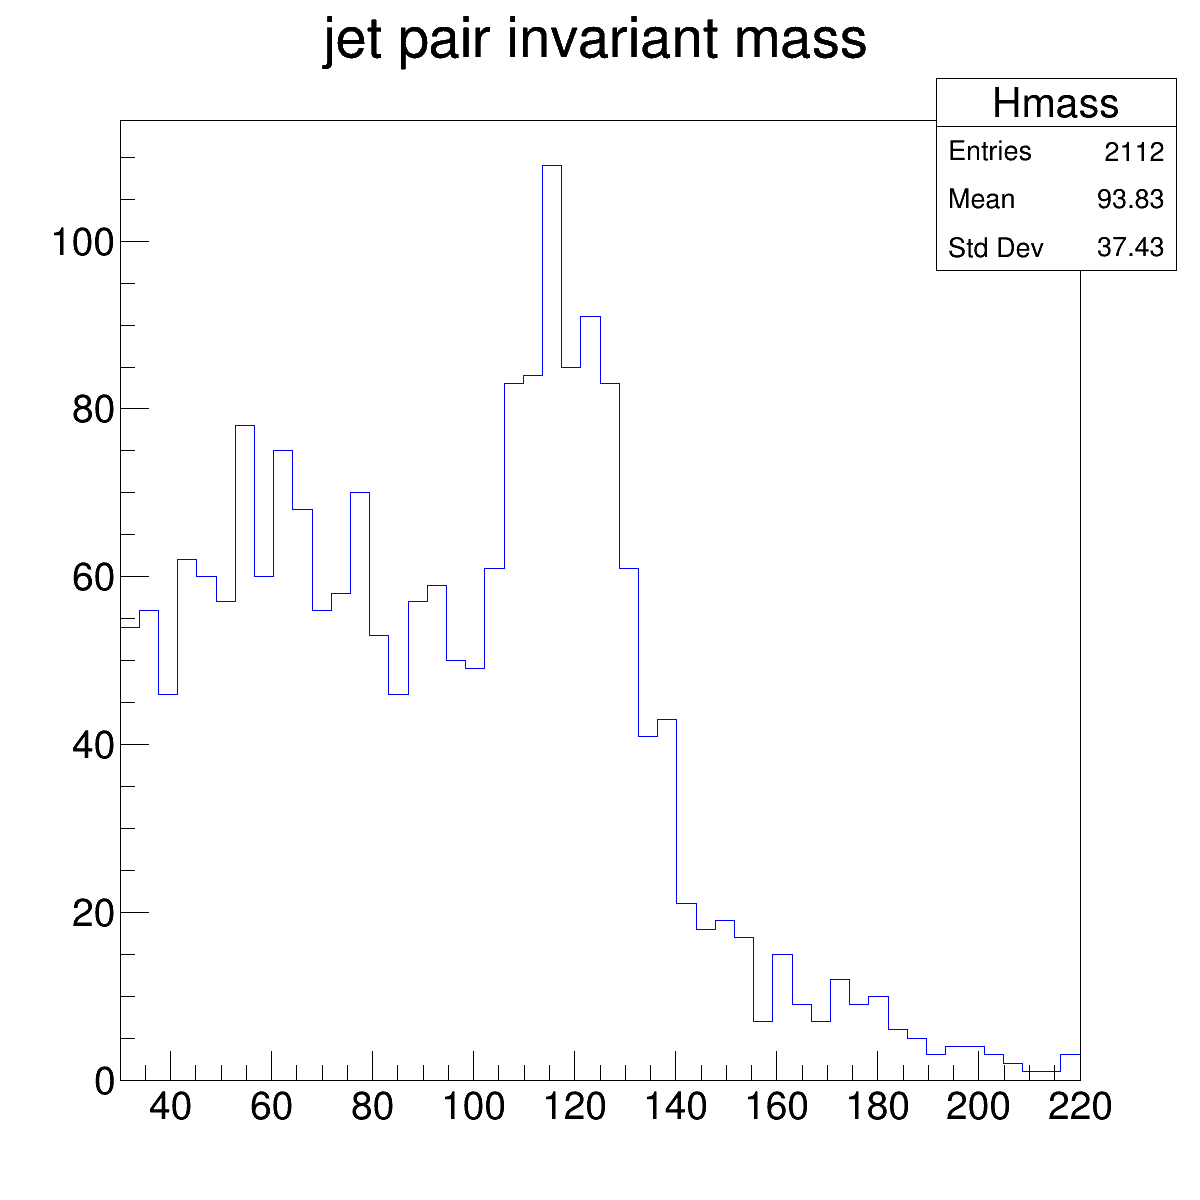 jet pair invariant mass
Hmass
Entries 2112
Mean 93.83
Std Dev 37.43
100
80
60
40
20
0
40 60 80 100 120 140 160 180 200 220